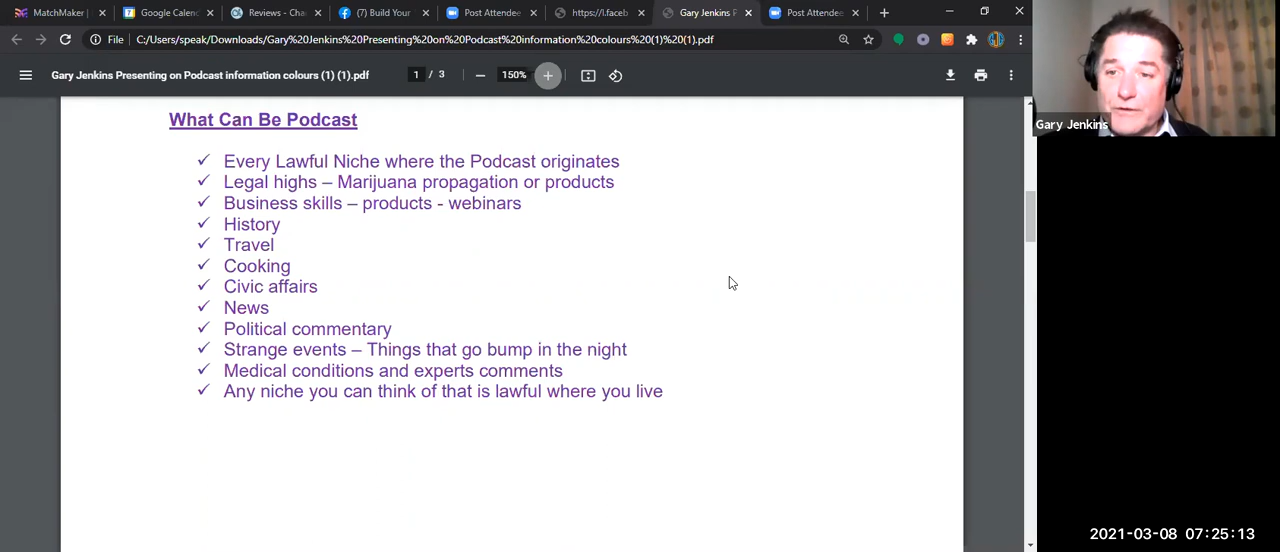 MatchMaker |
Google Calend
Reviews - Cha
(7) Build Your
Post Attendee
https://l.faceb
Gary Jenkins P
Post Attendee
File
C:/Users/speak/Downloads/Gary%20Jenkins%20Presenting%20on%20Podcast%20information%20colours%20(1)%20(1).pdf
Gary Jenkins Presenting on Podcast information colours (1) (1).pdf
1 / 3
150%
Gary Jenkins
What Can Be Podcast
✓ Every Lawful Niche where the Podcast originates
✓ Legal highs – Marijuana propagation or products
✓ Business skills – products - webinars
✓ History
✓ Travel
✓ Cooking
✓ Civic affairs
✓ News
✓ Political commentary
✓ Strange events – Things that go bump in the night
✓ Medical conditions and experts comments
✓ Any niche you can think of that is lawful where you live
2021-03-08 07:25:13